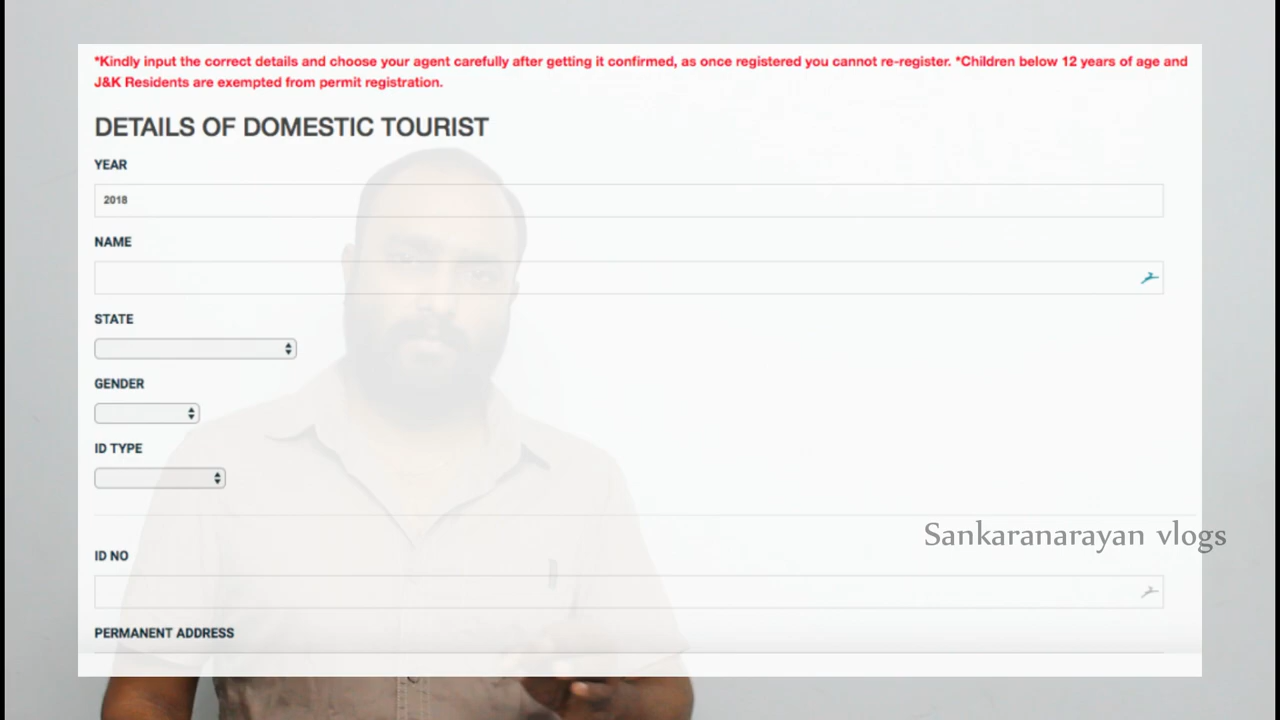 *Kindly input the correct details and choose your agent carefully after getting it confirmed, as once registered you cannot re-register. *Children below 12 years of age and
J&K Residents are exempted from permit registration.
DETAILS OF DOMESTIC TOURIST
YEAR
2018
NAME
STATE
GENDER
ID TYPE
Sankaranarayan vlogs
ID NO
PERMANENT ADDRESS